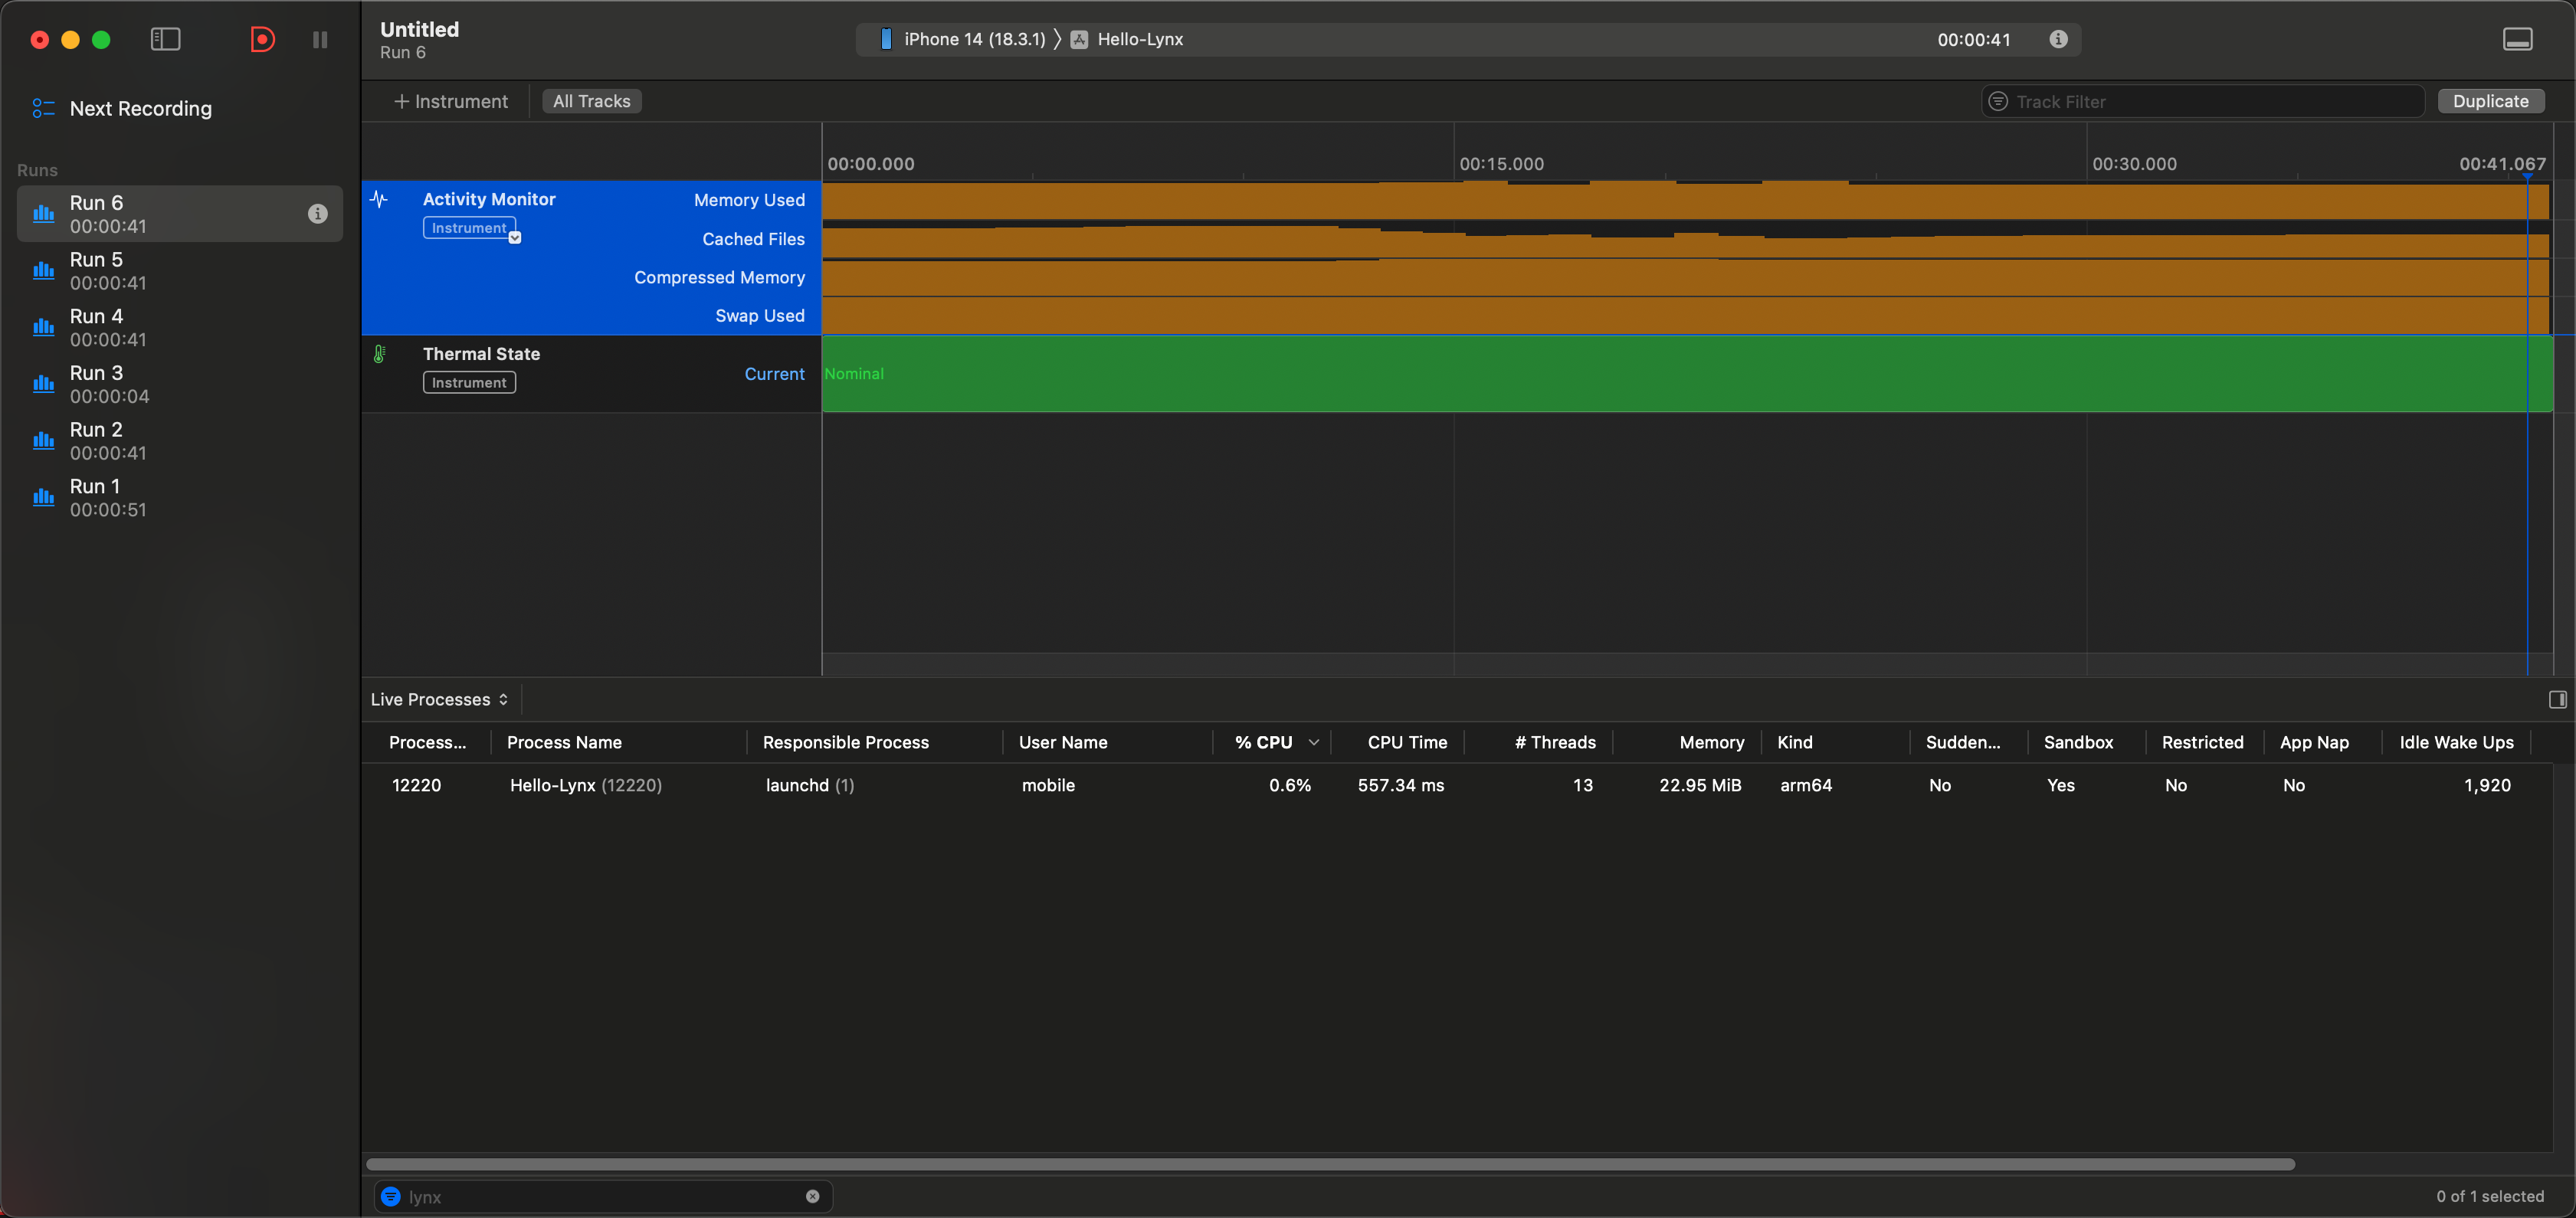 Untitled
Run 6
iPhone 14 (18.3.1) 〉 Hello-Lynx
00:00:41
Next Recording
+ Instrument
All Tracks
Track Filter
Duplicate
Runs
Run 6
00:00:41
Run 5
00:00:41
Run 4
00:00:41
Run 3
00:00:04
Run 2
00:00:41
Run 1
00:00:51
00:00.000 00:15.000 00:30.000 00:41.067
Activity Monitor
Instrument
Memory Used
Cached Files
Compressed Memory
Swap Used
Thermal State
Instrument
Current
Nominal
Live Processes
Process... Process Name Responsible Process User Name % CPU CPU Time # Threads Memory Kind Sudden... Sandbox Restricted App Nap Idle Wake Ups
12220 Hello-Lynx (12220) launchd (1) mobile 0.6% 557.34 ms 13 22.95 MiB arm64 No Yes No No 1,920
lynx
0 of 1 selected